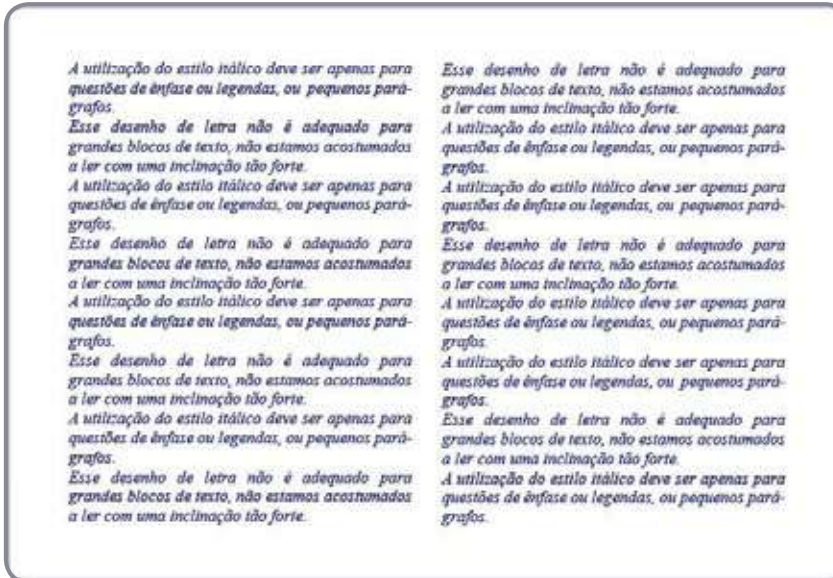 A utilização do estilo itálico deve ser apenas para
questões de ênfase ou legendas, ou pequenos pará-
grafos.
Esse desenho de letra não é adequado para
grandes blocos de texto, não estamos acostumados
a ler com uma inclinação tão forte.
A utilização do estilo itálico deve ser apenas para
questões de ênfase ou legendas, ou pequenos pará-
grafos.
Esse desenho de letra não é adequado para
grandes blocos de texto, não estamos acostumados
a ler com uma inclinação tão forte.
A utilização do estilo itálico deve ser apenas para
questões de ênfase ou legendas, ou pequenos pará-
grafos.
Esse desenho de letra não é adequado para
grandes blocos de texto, não estamos acostumados
a ler com uma inclinação tão forte.
A utilização do estilo itálico deve ser apenas para
questões de ênfase ou legendas, ou pequenos pará-
grafos.
Esse desenho de letra não é adequado para
grandes blocos de texto, não estamos acostumados
a ler com uma inclinação tão forte.
Esse desenho de letra não é adequado para
grandes blocos de texto, não estamos acostumados
a ler com uma inclinação tão forte.
A utilização do estilo itálico deve ser apenas para
questões de ênfase ou legendas, ou pequenos pará-
grafos.
A utilização do estilo itálico deve ser apenas para
questões de ênfase ou legendas, ou pequenos pará-
grafos.
Esse desenho de letra não é adequado para
grandes blocos de texto, não estamos acostumados
a ler com uma inclinação tão forte.
A utilização do estilo itálico deve ser apenas para
questões de ênfase ou legendas, ou pequenos pará-
grafos.
A utilização do estilo itálico deve ser apenas para
questões de ênfase ou legendas, ou pequenos pará-
grafos.
Esse desenho de letra não é adequado para
grandes blocos de texto, não estamos acostumados
a ler com uma inclinação tão forte.
A utilização do estilo itálico deve ser apenas para
questões de ênfase ou legendas, ou pequenos pará-
grafos.